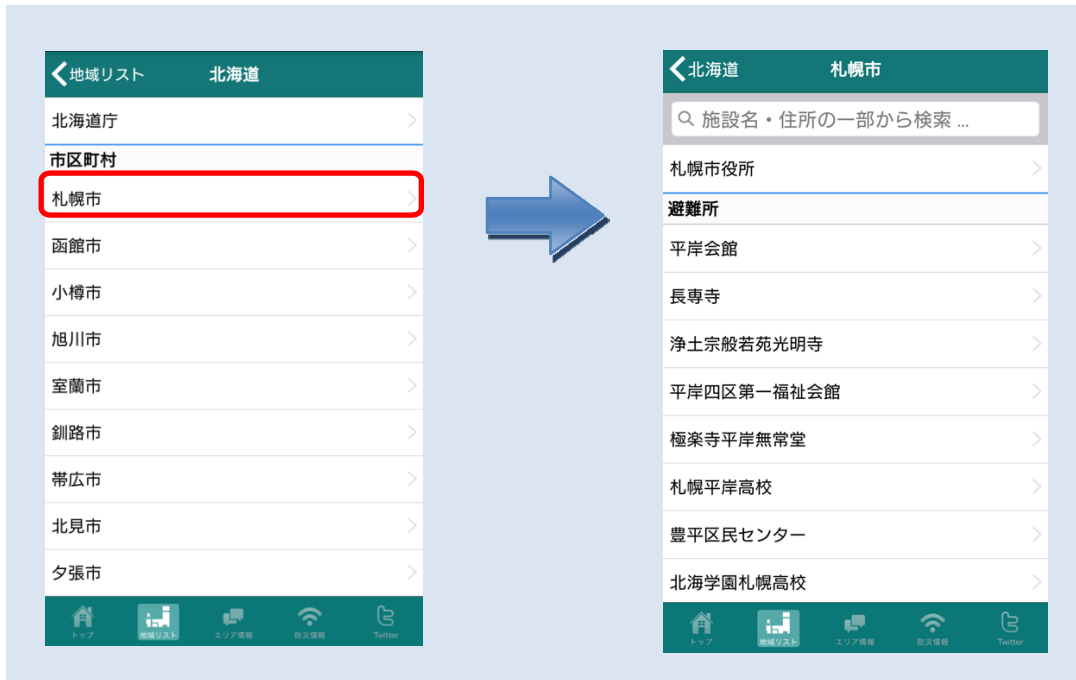 地域リスト 北海道
北海道庁
市区町村
札幌市
函館市
小樽市
旭川市
室蘭市
釧路市
帯広市
北見市
夕張市
トップ 地域リスト エリア情報 防災情報 Twitter
北海道 札幌市
施設名・住所の一部から検索 ...
札幌市役所
避難所
平岸会館
長専寺
浄土宗般若苑光明寺
平岸四区第一福祉会館
極楽寺平岸無常堂
札幌平岸高校
豊平区民センター
北海学園札幌高校
トップ 地域リスト エリア情報 防災情報 Twitter